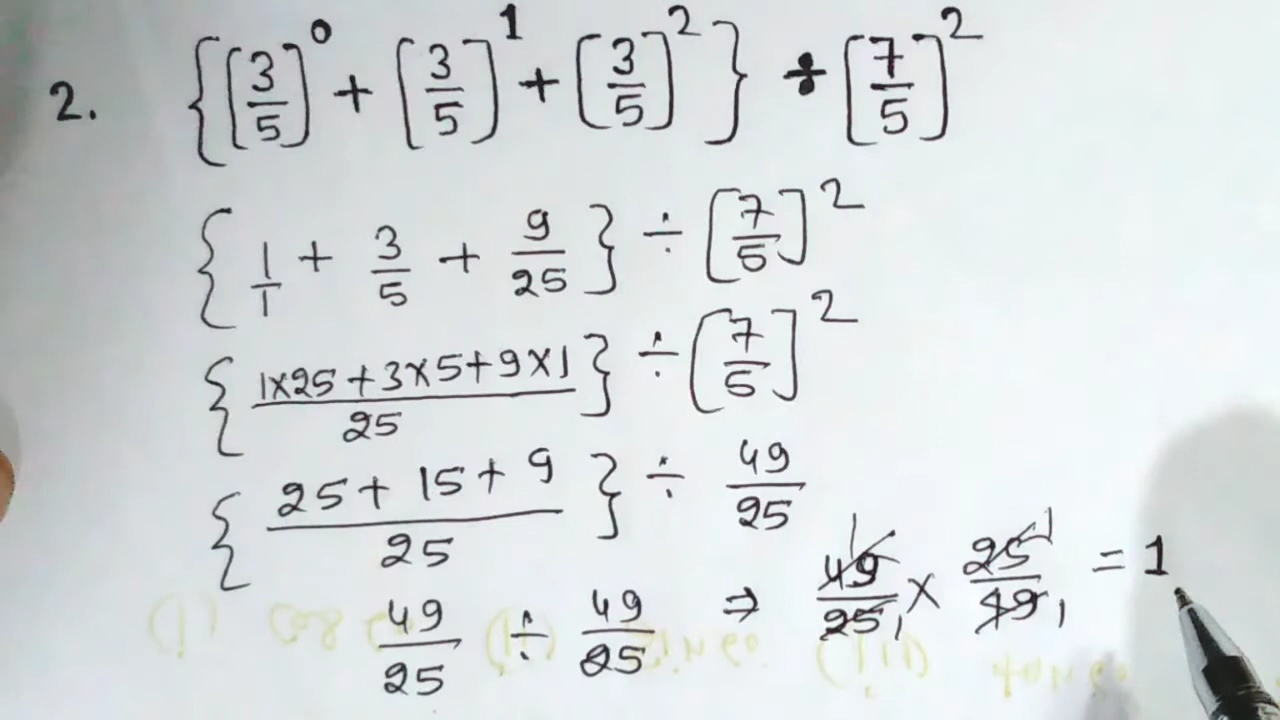 2. {[3/5]^0 + [3/5]^1 + [3/5]^2} ÷ [7/5]^2
{1/1 + 3/5 + 9/25} ÷ [7/5]^2
{(1×25+3×5+9×1)/25} ÷ [7/5]^2
{(25+15+9)/25} ÷ 49/25
49/25 ÷ 49/25 ⇒ 49/25 × 25/49 = 1